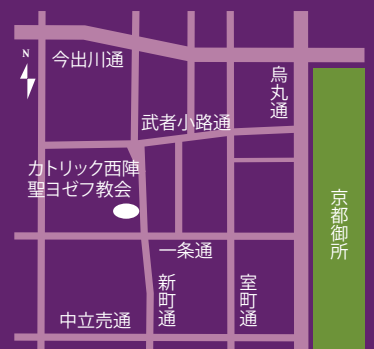 N
今出川通
烏丸通
武者小路通
カトリック西陣
聖ヨゼフ教会
京都御所
一条通
新町通
室町通
中立売通